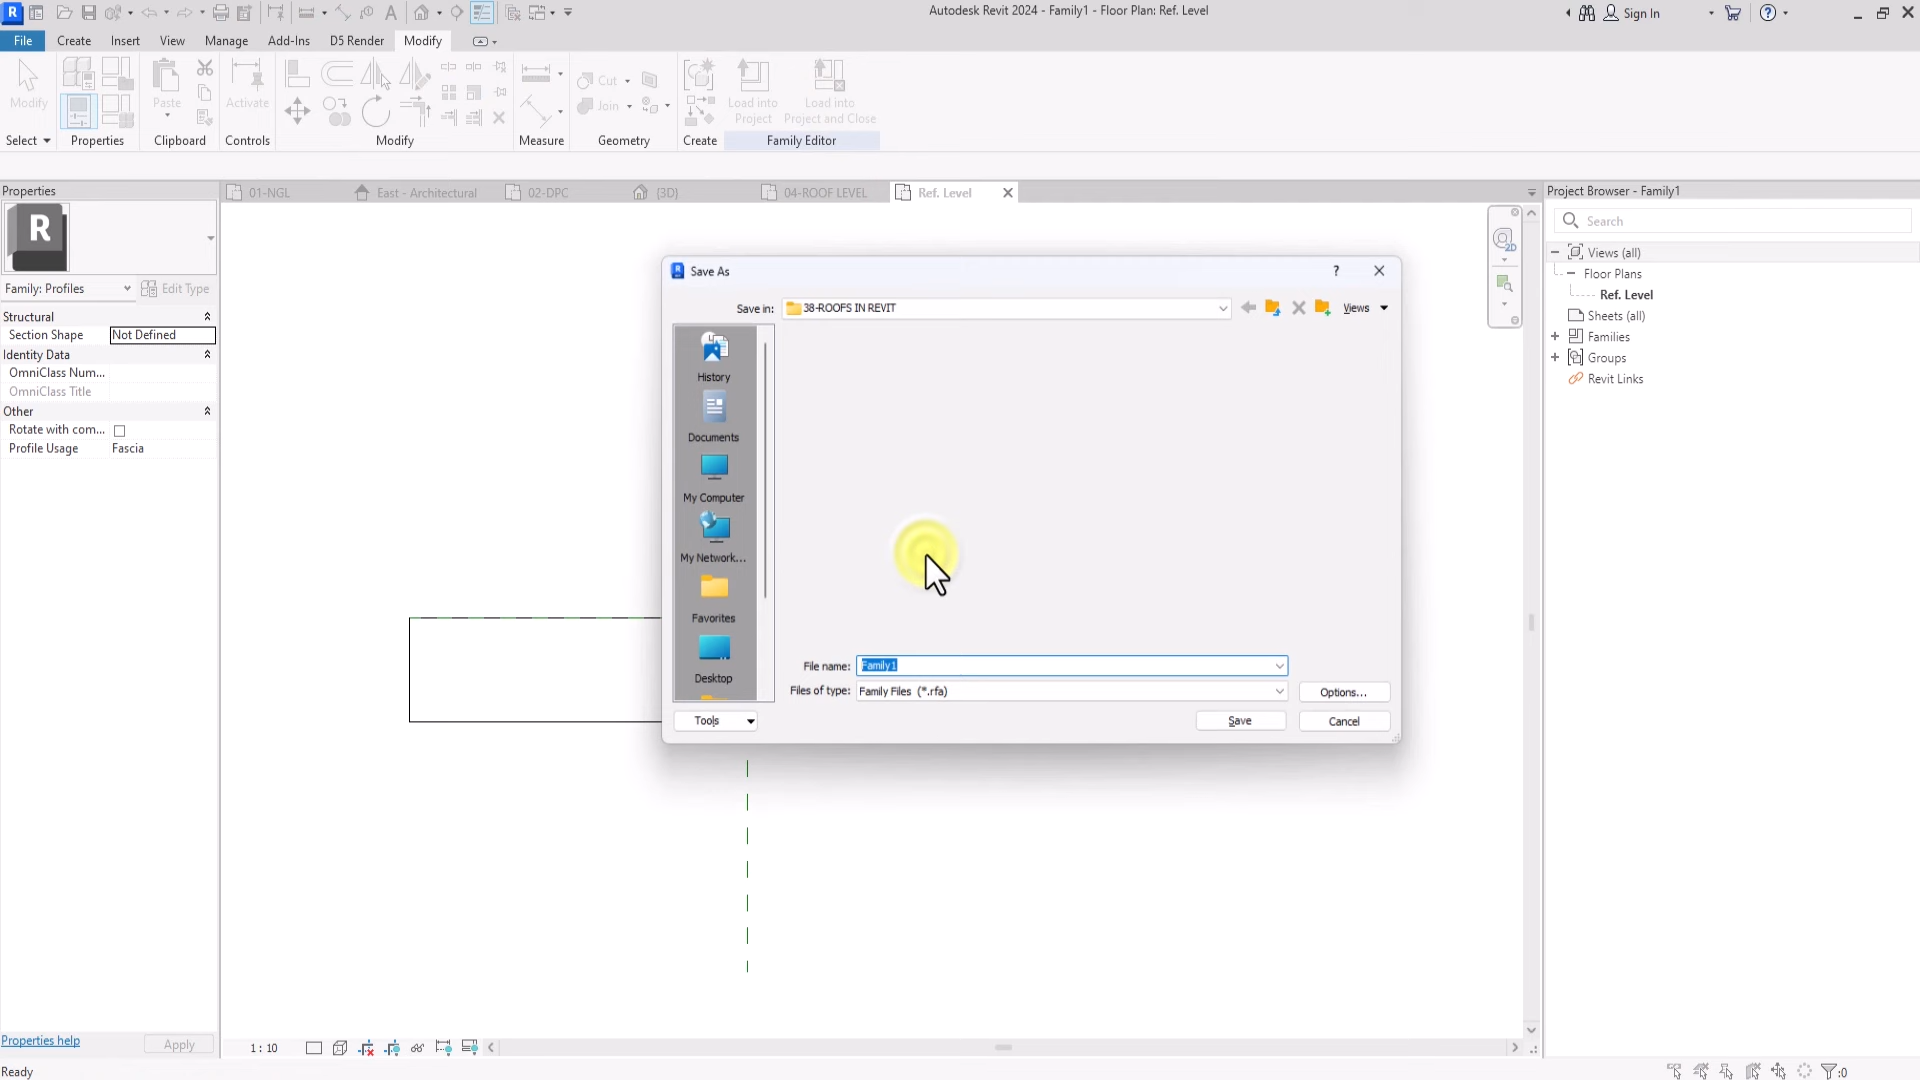 Autodesk Revit 2024 - Family1 - Floor Plan: Ref. Level
Sign In
File Create Insert View Manage Add-Ins D5 Render Modify
Modify Paste Activate Cut Join Load into Project Load into Project and Close
Select Properties Clipboard Controls Modify Measure Geometry Create Family Editor
Properties
01-NGL East - Architectural 02-DPC {3D} 04-ROOF LEVEL Ref. Level
Project Browser - Family1
R
Search
2D
Views (all)
Floor Plans
Ref. Level
Sheets (all)
Families
Groups
Revit Links
Family: Profiles Edit Type
Structural
Section Shape Not Defined
Identity Data
OmniClass Num...
OmniClass Title
Other
Rotate with com...
Profile Usage Fascia
Save As
Save in: 38-ROOFS IN REVIT Views
History
Documents
My Computer
My Network...
Favorites
Desktop
File name: Family1
Files of type: Family Files (*.rfa) Options...
Tools Save Cancel
Properties help Apply
1 : 10
Ready
:0